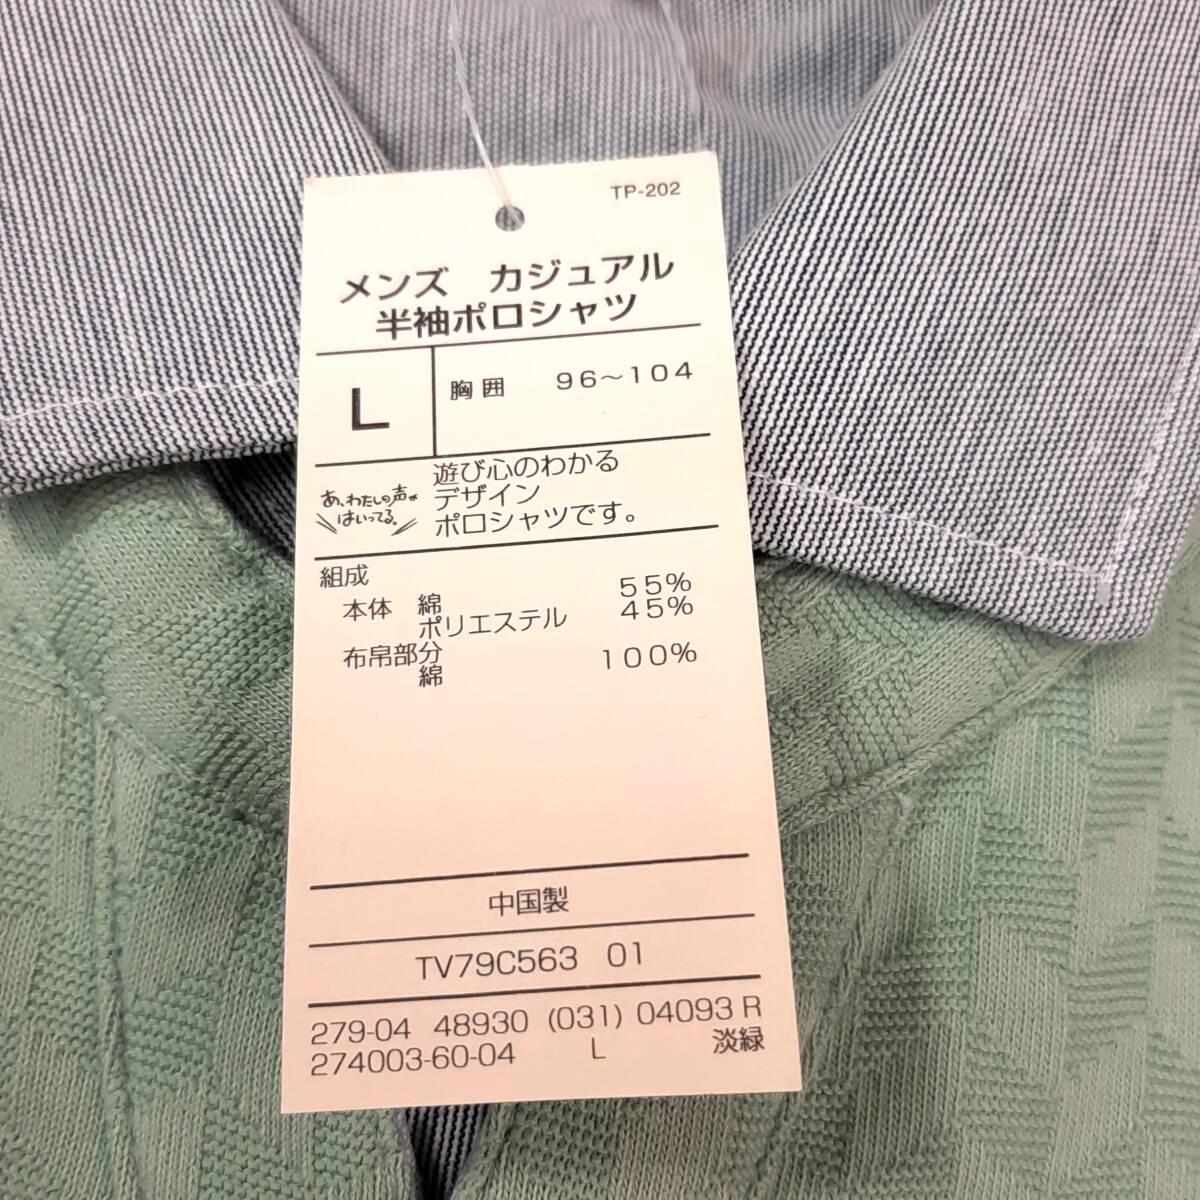 TP-202
メンズ カジュアル
半袖ポロシャツ
L 胸囲 96～104
あ、わたしの声が
はいってる。
遊び心のわかる
デザイン
ポロシャツです。
組成
本体 綿 55%
ポリエステル 45%
布帛部分
綿 100%
中国製
TV79C563 01
279-04 48930 (031) 04093 R
274003-60-04 L 淡緑